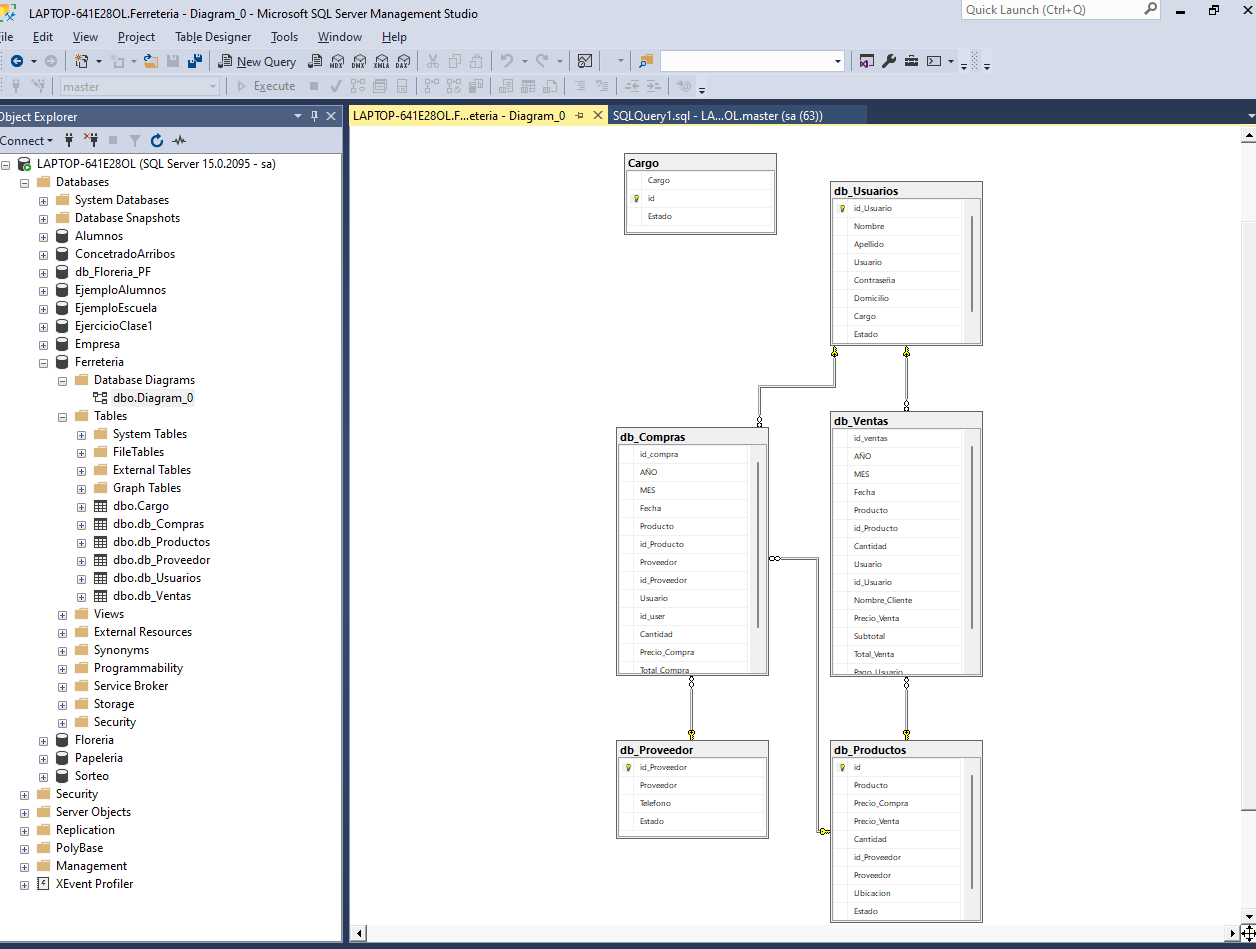 LAPTOP-641E28OL.Ferreteria - Diagram_0 - Microsoft SQL Server Management Studio
Quick Launch (Ctrl+Q)
ile Edit View Project Table Designer Tools Window Help
New Query MDX DMX XMLA DAX
master Execute
Object Explorer
Connect
LAPTOP-641E28OL (SQL Server 15.0.2095 - sa)
Databases
System Databases
Database Snapshots
Alumnos
ConcetradoArribos
db_Floreria_PF
EjemploAlumnos
EjemploEscuela
EjercicioClase1
Empresa
Ferreteria
Database Diagrams
dbo.Diagram_0
Tables
System Tables
FileTables
External Tables
Graph Tables
dbo.Cargo
dbo.db_Compras
dbo.db_Productos
dbo.db_Proveedor
dbo.db_Usuarios
dbo.db_Ventas
Views
External Resources
Synonyms
Programmability
Service Broker
Storage
Security
Floreria
Papeleria
Sorteo
Security
Server Objects
Replication
PolyBase
Management
XEvent Profiler
LAPTOP-641E28OL.F...eteria - Diagram_0
SQLQuery1.sql - LA...OL.master (sa (63))
Cargo
Cargo
id
Estado
db_Usuarios
id_Usuario
Nombre
Apellido
Usuario
Contraseña
Domicilio
Cargo
Estado
db_Compras
id_compra
AÑO
MES
Fecha
Producto
id_Producto
Proveedor
id_Proveedor
Usuario
id_user
Cantidad
Precio_Compra
Total_Compra
db_Ventas
id_ventas
AÑO
MES
Fecha
Producto
id_Producto
Cantidad
Usuario
id_Usuario
Nombre_Cliente
Precio_Venta
Subtotal
Total_Venta
Pago_Usuario
db_Proveedor
id_Proveedor
Proveedor
Telefono
Estado
db_Productos
id
Producto
Precio_Compra
Precio_Venta
Cantidad
id_Proveedor
Proveedor
Ubicacion
Estado